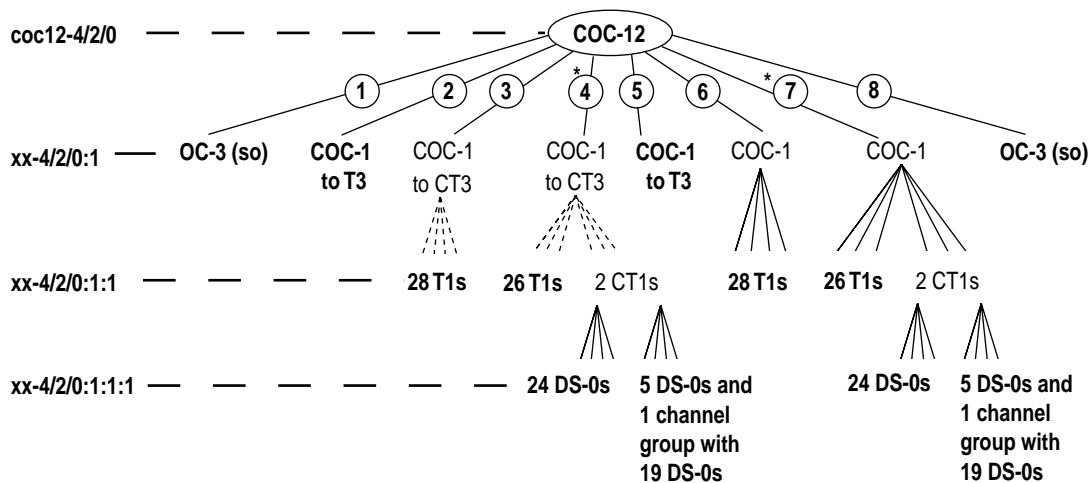 coc12-4/2/0 COC-12
1 2 3 * 4 5 6 * 7 8
xx-4/2/0:1 OC-3 (so) COC-1 COC-1 COC-1 COC-1 COC-1 COC-1 OC-3 (so)
to T3 to CT3 to CT3 to T3
xx-4/2/0:1:1 28 T1s 26 T1s 2 CT1s 28 T1s 26 T1s 2 CT1s
xx-4/2/0:1:1:1 24 DS-0s 5 DS-0s and 24 DS-0s 5 DS-0s and
1 channel 1 channel
group with group with
19 DS-0s 19 DS-0s